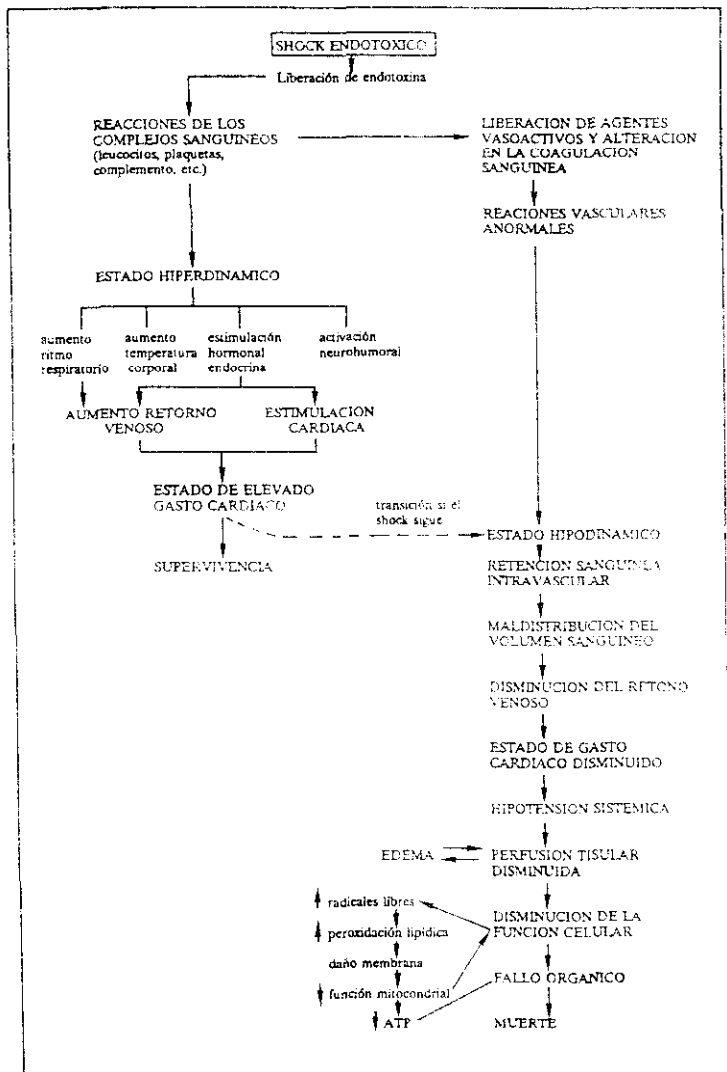 SHOCK ENDOTOXICO
Liberación de endotoxina
REACCIONES DE LOS
COMPLEJOS SANGUINEOS
(leucocitos, plaquetas,
complemento, etc.)
LIBERACION DE AGENTES
VASOACTIVOS Y ALTERACION
EN LA COAGULACION
SANGUINEA
REACIONES VASCULARES
ANORMALES
ESTADO HIPERDINAMICO
aumento
ritmo
respiratorio
aumento
temperatura
corporal
estimulación
hormonal
endocrina
activación
neurohumoral
AUMENTO RETORNO
VENOSO
ESTIMULACION
CARDIACA
ESTADO DE ELEVADO
GASTO CARDIACO
transición si el
shock sigue
SUPERVIVENCIA
ESTADO HIPODINAMICO
RETENCION SANGUINEA
INTRAVASCULAR
MALDISTRIBUCION DEL
VOLUMEN SANGUINEO
DISMINUCION DEL RETONO
VENOSO
ESTADO DE GASTO
CARDIACO DISMINUIDO
HIPOTENSION SISTEMICA
EDEMA
PERFUSION TISULAR
DISMINUIDA
radicales libres
peroxidación lipídica
daño membrana
función mitocondrial
ATP
DISMINUCION DE LA
FUNCION CELULAR
FALLO ORGANICO
MUERTE